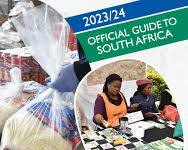 2023/24
OFFICIAL GUIDE TO
SOUTH AFRICA